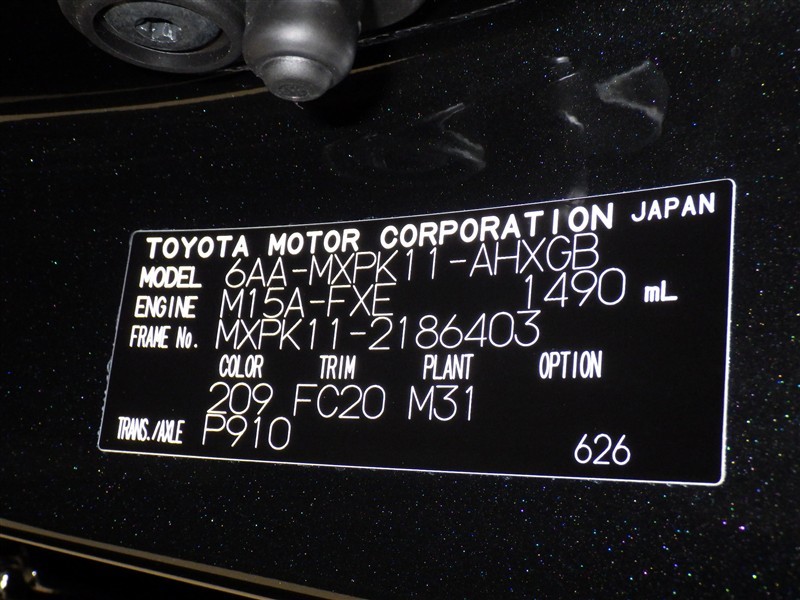 TOYOTA MOTOR CORPORATION JAPAN
MODEL 6AA-MXPK11-AHXGB
ENGINE M15A-FXE 1490 mL
FRAME No. MXPK11-2186403
COLOR TRIM PLANT OPTION
209 FC20 M31
TRANS./AXLE P910
626